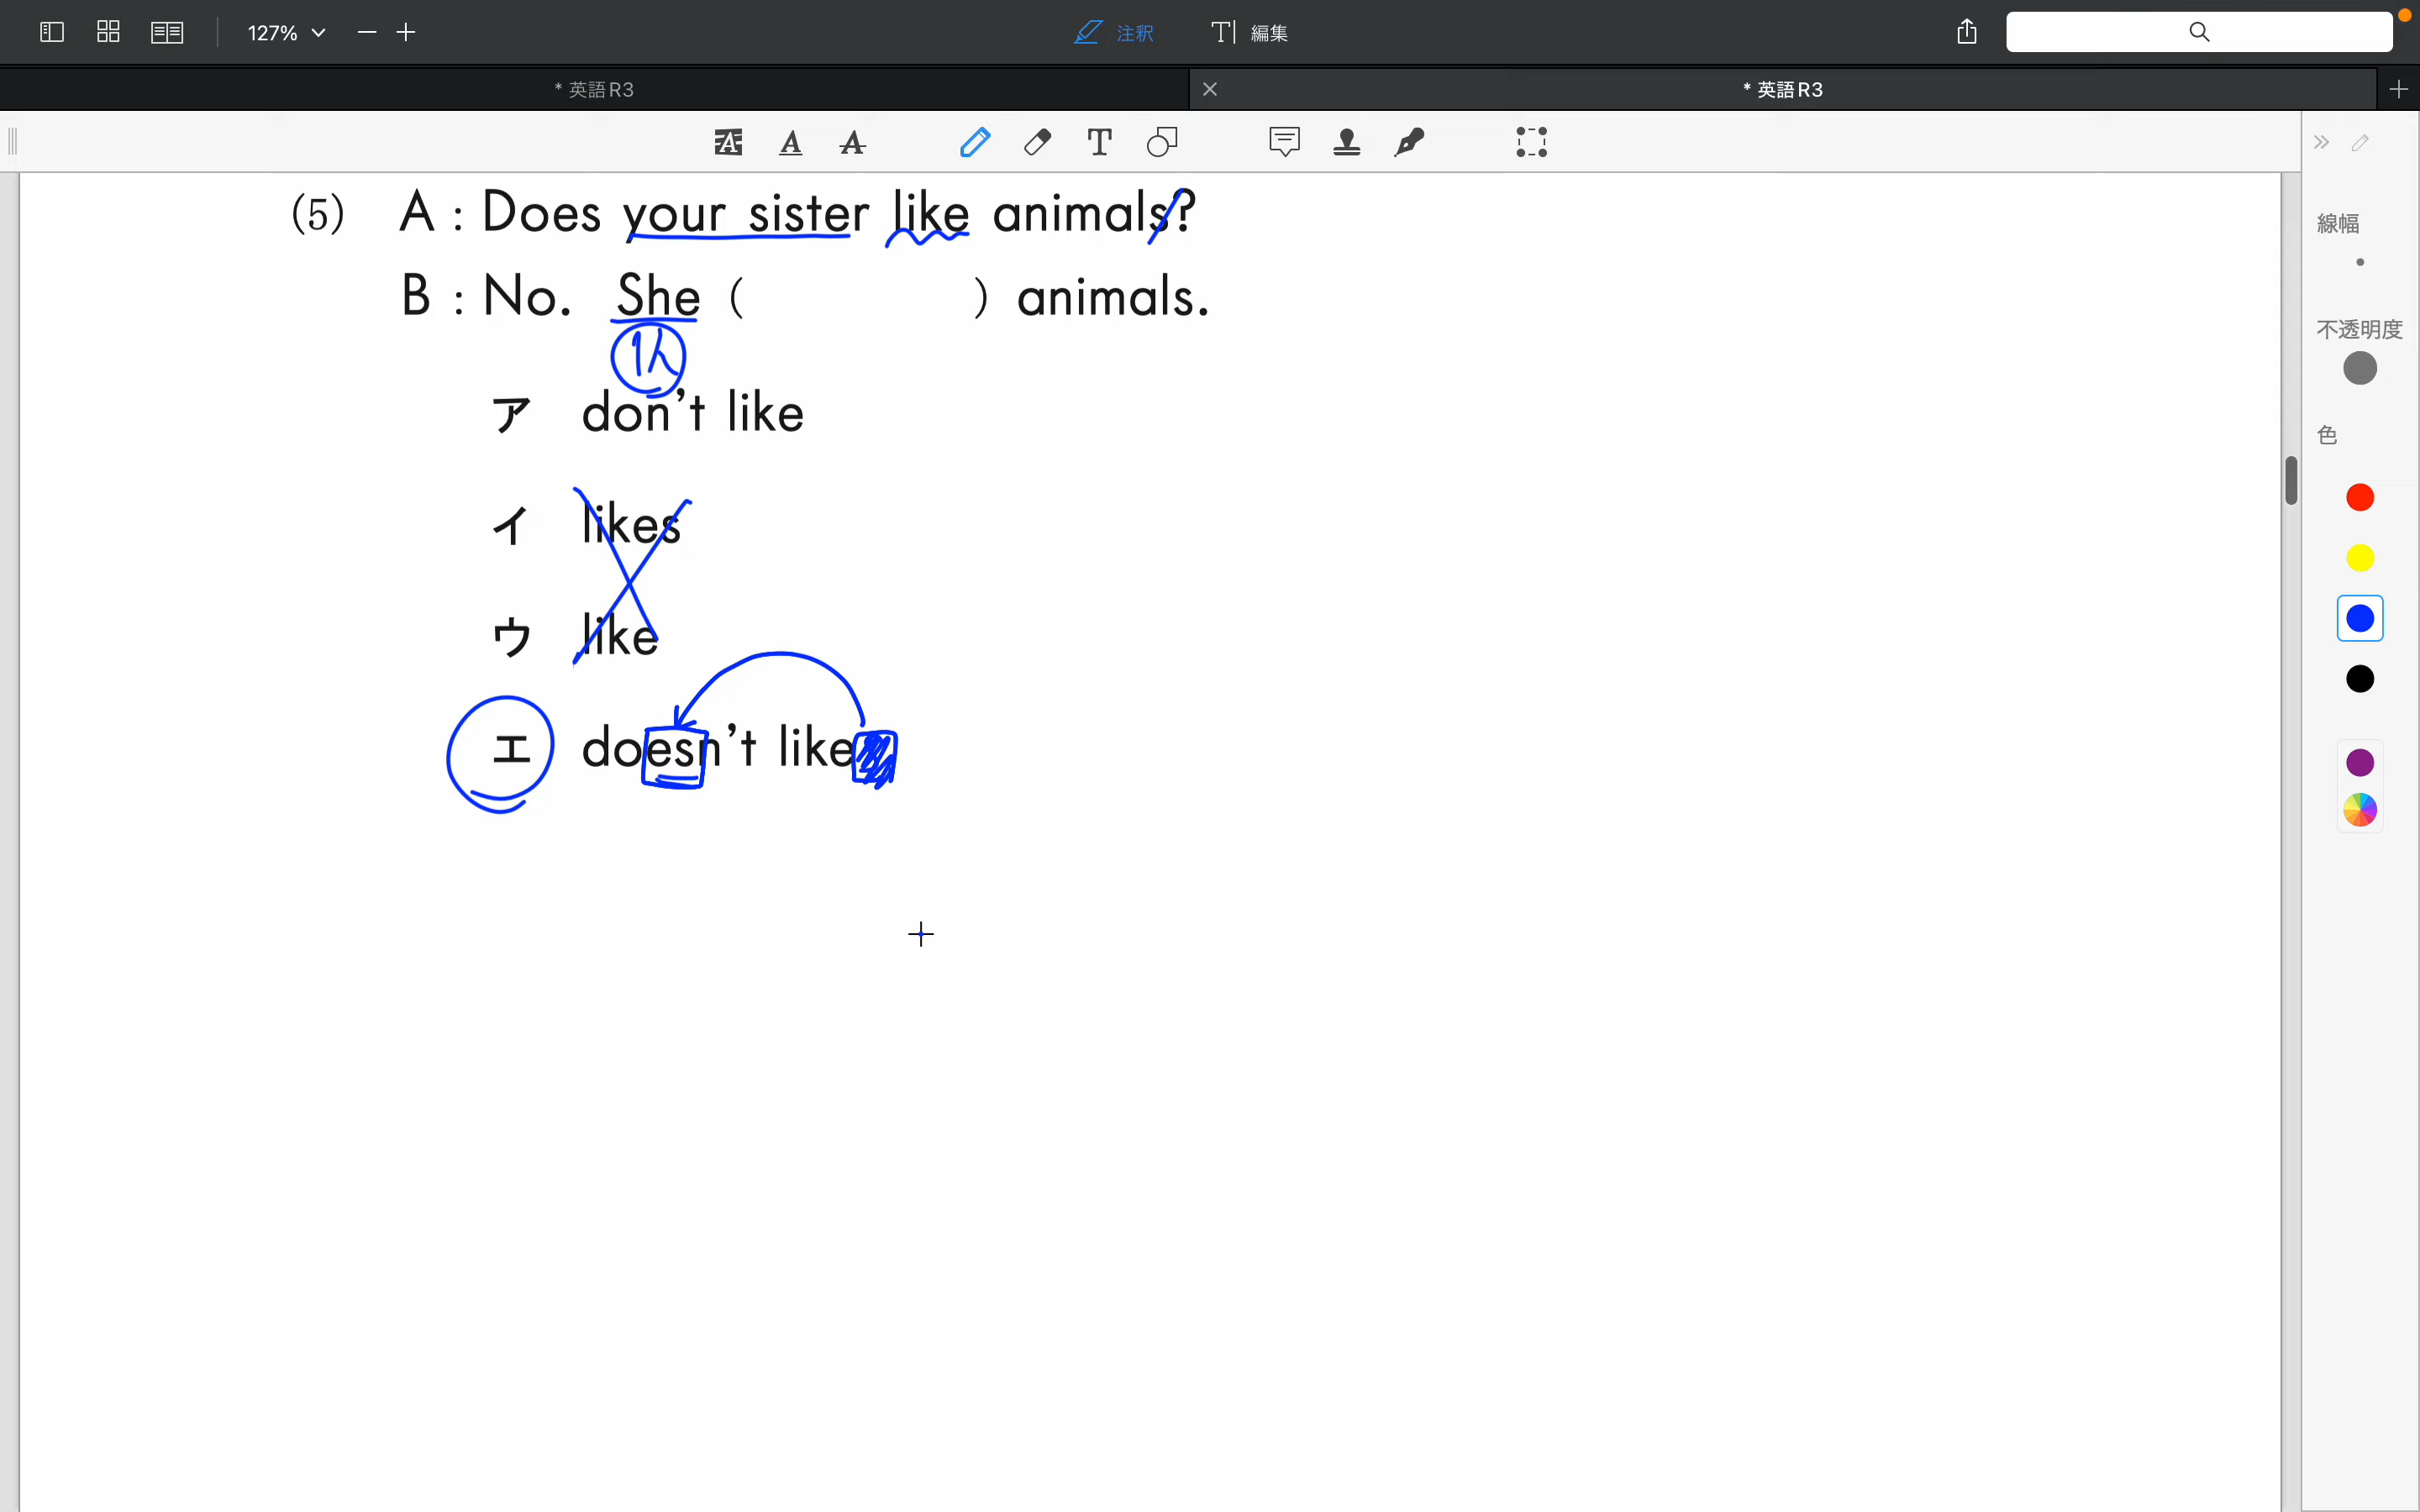 127%
注釈
編集
* 英語R3
* 英語R3
(5) A : Does your sister like animals?
B : No. She ( ) animals.
1人
ア don't like
イ likes
ウ like
エ doesn't like
線幅
不透明度
色